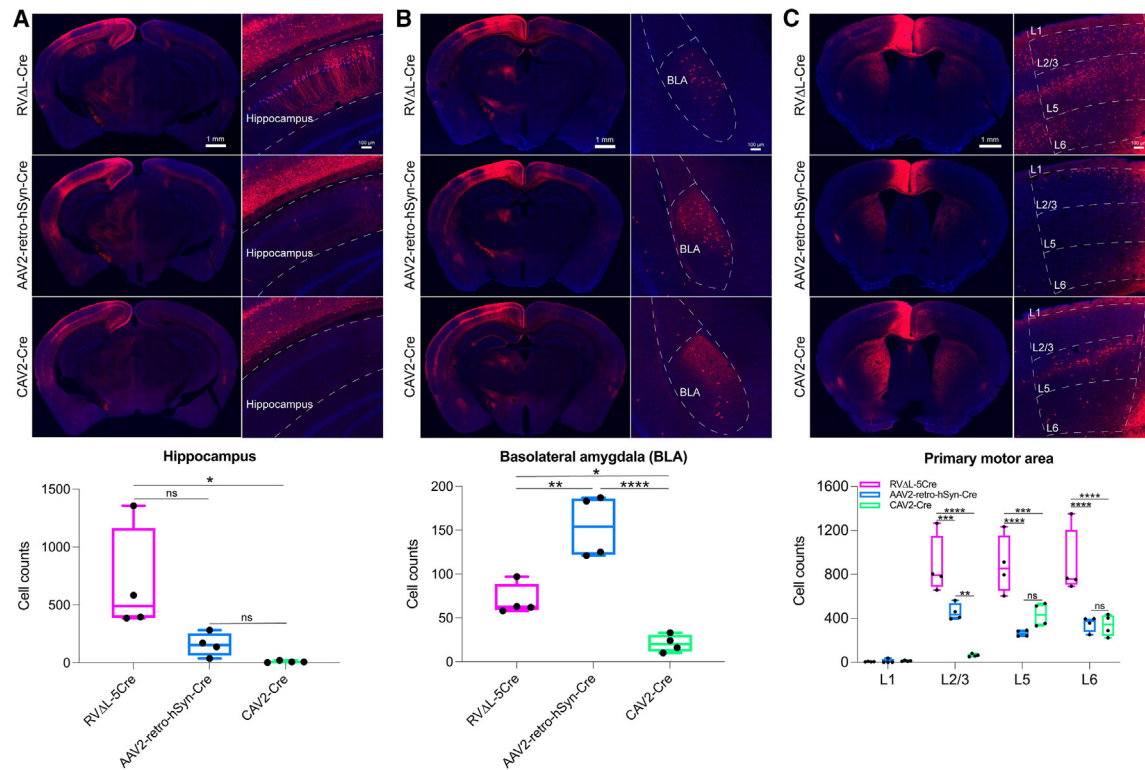 A
B
C
RVΔL-Cre
Hippocampus
1 mm
100 μm
AAV2-retro-hSyn-Cre
Hippocampus
CAV2-Cre
Hippocampus
RVΔL-Cre
BLA
1 mm
100 μm
AAV2-retro-hSyn-Cre
BLA
CAV2-Cre
BLA
RVΔL-Cre
L1
L2/3
L5
L6
1 mm
100 μm
AAV2-retro-hSyn-Cre
L1
L2/3
L5
L6
CAV2-Cre
L1
L2/3
L5
L6
Hippocampus
*
ns
ns
1500
1000
500
0
Cell counts
RVΔL-5Cre
AAV2-retro-hSyn-Cre
CAV2-Cre
Basolateral amygdala (BLA)
*
**
****
200
150
100
50
0
Cell counts
RVΔL-5Cre
AAV2-retro-hSyn-Cre
CAV2-Cre
Primary motor area
RVΔL-5Cre
AAV2-retro-hSyn-Cre
CAV2-Cre
****
***
**
***
****
ns
****
****
ns
1600
1200
800
400
0
Cell counts
L1
L2/3
L5
L6